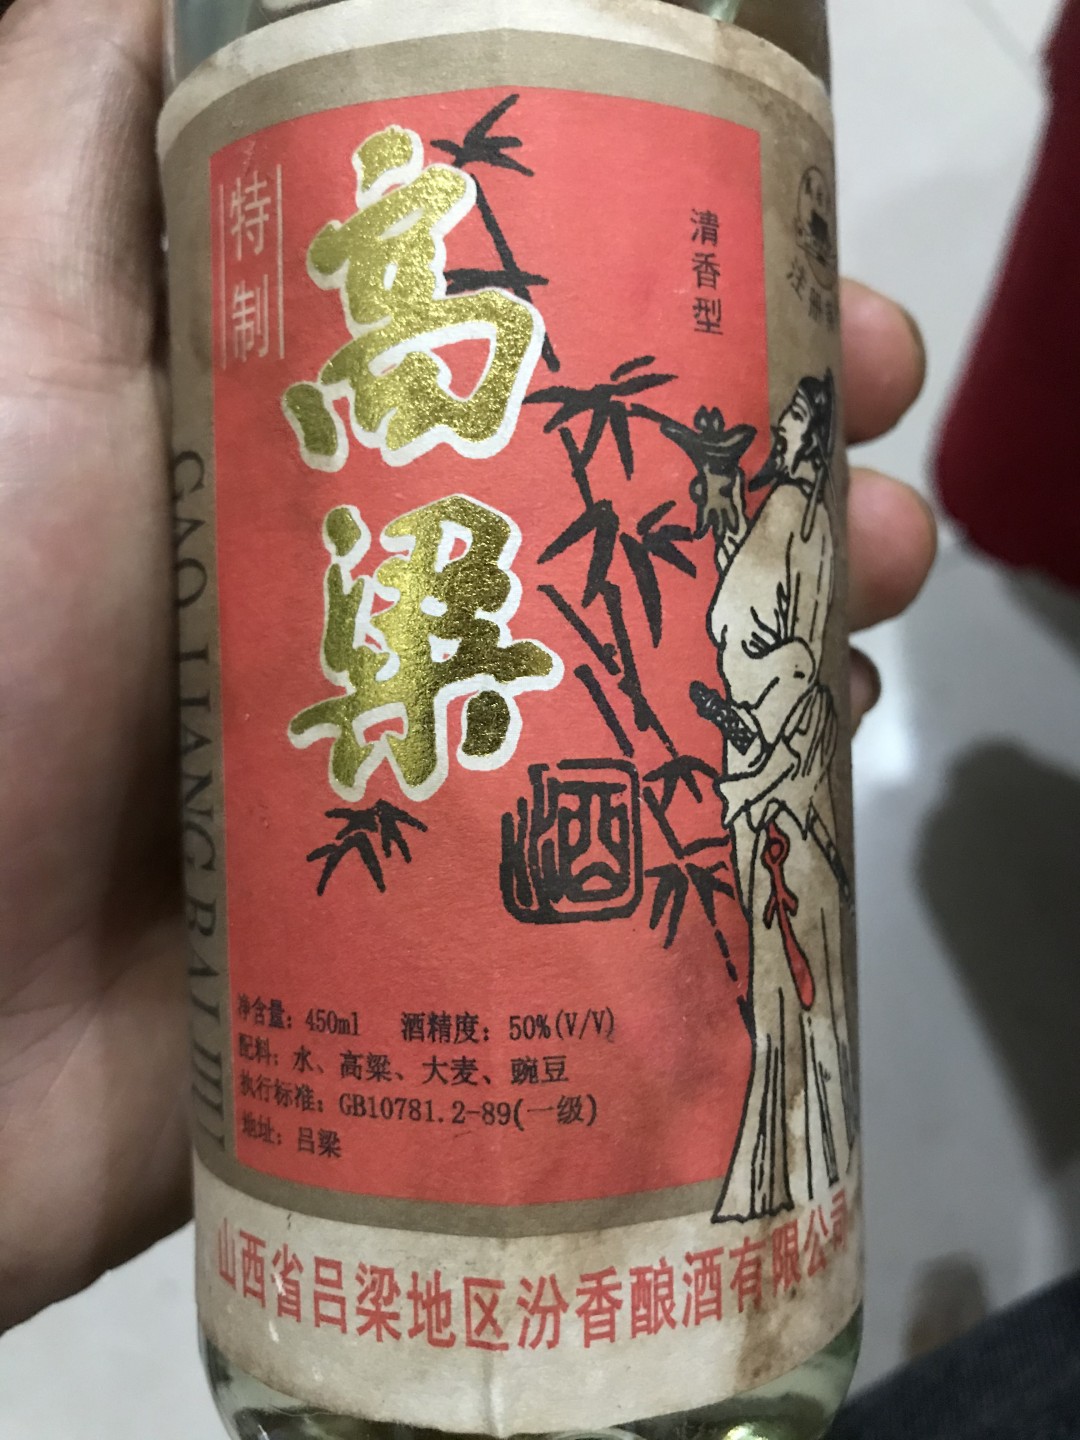 特制
高粱
酒
清香型
GAO LIANG BAI JIU
净含量：450ml 酒精度：50%(V/V)
配料：水、高粱、大麦、豌豆
执行标准：GB10781.2-89(一级)
地址：吕梁
山西省吕梁地区汾香酿酒有限公司